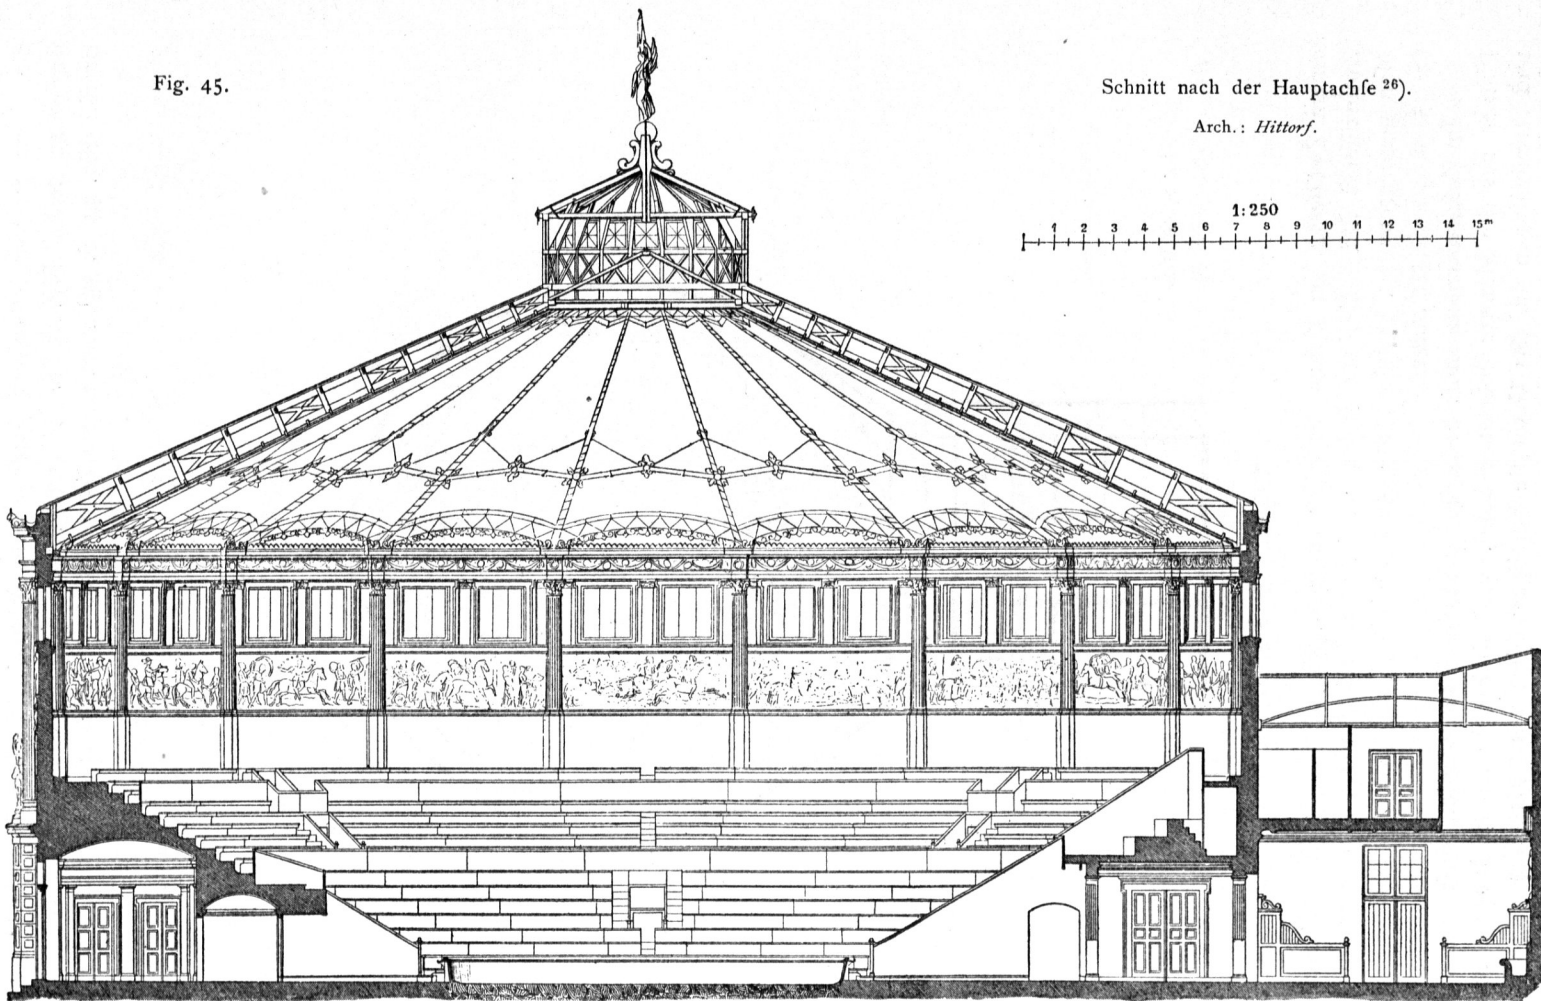 Fig. 45.
Schnitt nach der Hauptachſe ²⁶).
Arch.: Hittorf.
1:250
1 2 3 4 5 6 7 8 9 10 11 12 13 14 15ᵐ